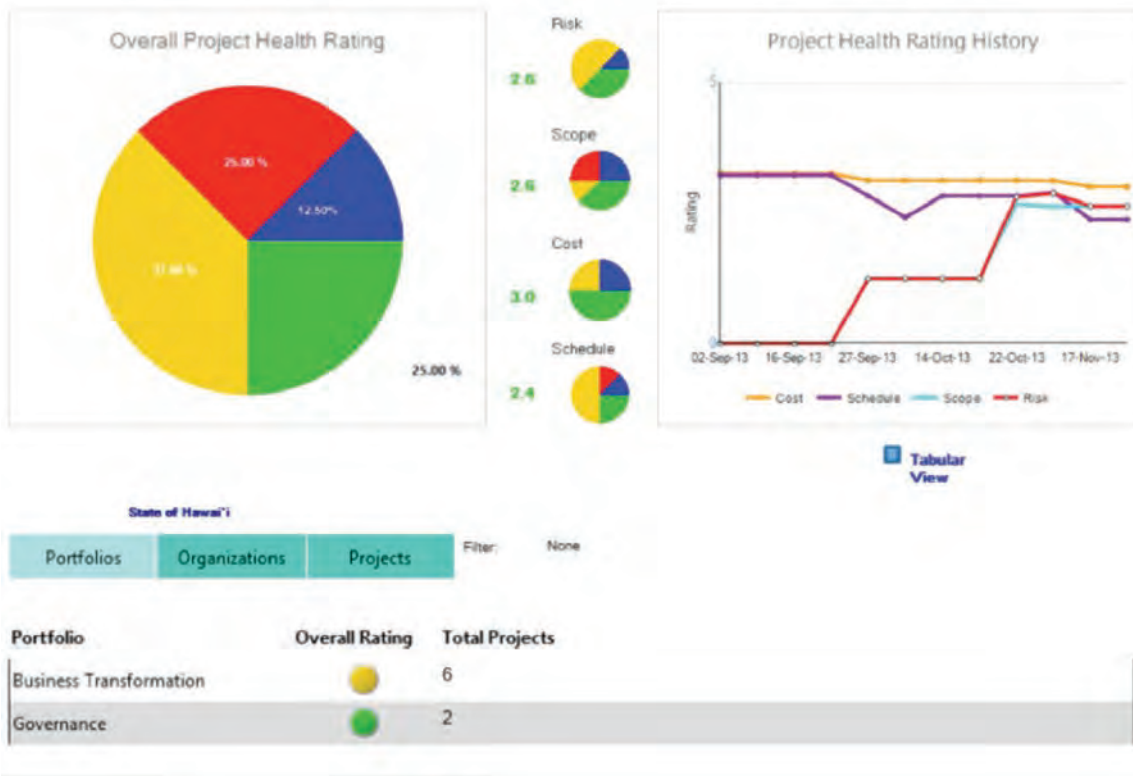 Overall Project Health Rating
25.00 %
12.50%
25.00 %
Risk
2.6
Scope
2.6
Cost
3.0
Schedule
2.4
Project Health Rating History
5
Rating
0
02-Sep-13 16-Sep-13 27-Sep-13 14-Oct-13 22-Oct-13 17-Nov-13
Cost Schedule Scope Risk
Tabular
View
State of Hawai'i
Portfolios Organizations Projects Filter: None
Portfolio Overall Rating Total Projects
Business Transformation 6
Governance 2